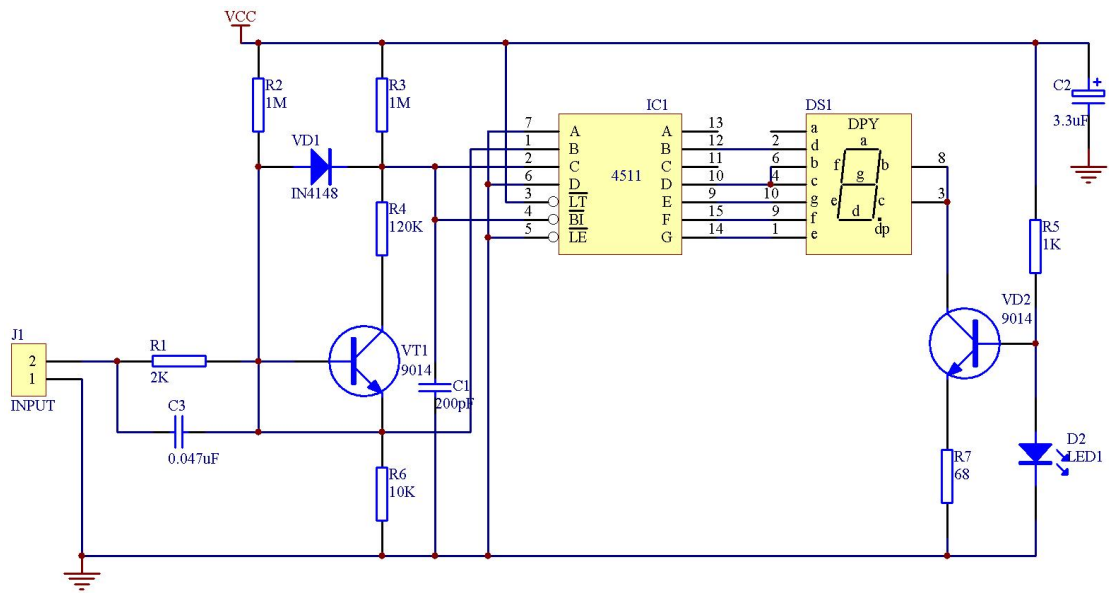 VCC
R2
1M
R3
1M
VD1
IN4148
R4
120K
J1
2
1
INPUT
R1
2K
C3
0.047uF
VT1
9014
C1
200pF
R6
10K
IC1
4511
7 A A 13
1 B B 12
2 C C 11
6 D D 10
3 LT E 9
4 BI F 15
5 LE G 14
DS1
DPY
a
2 d
6 b
4 c
10 g
9 f
1 e
a
f b
g
e c
d
dp
8
3
C2
+
3.3uF
R5
1K
VD2
9014
R7
68
D2
LED1